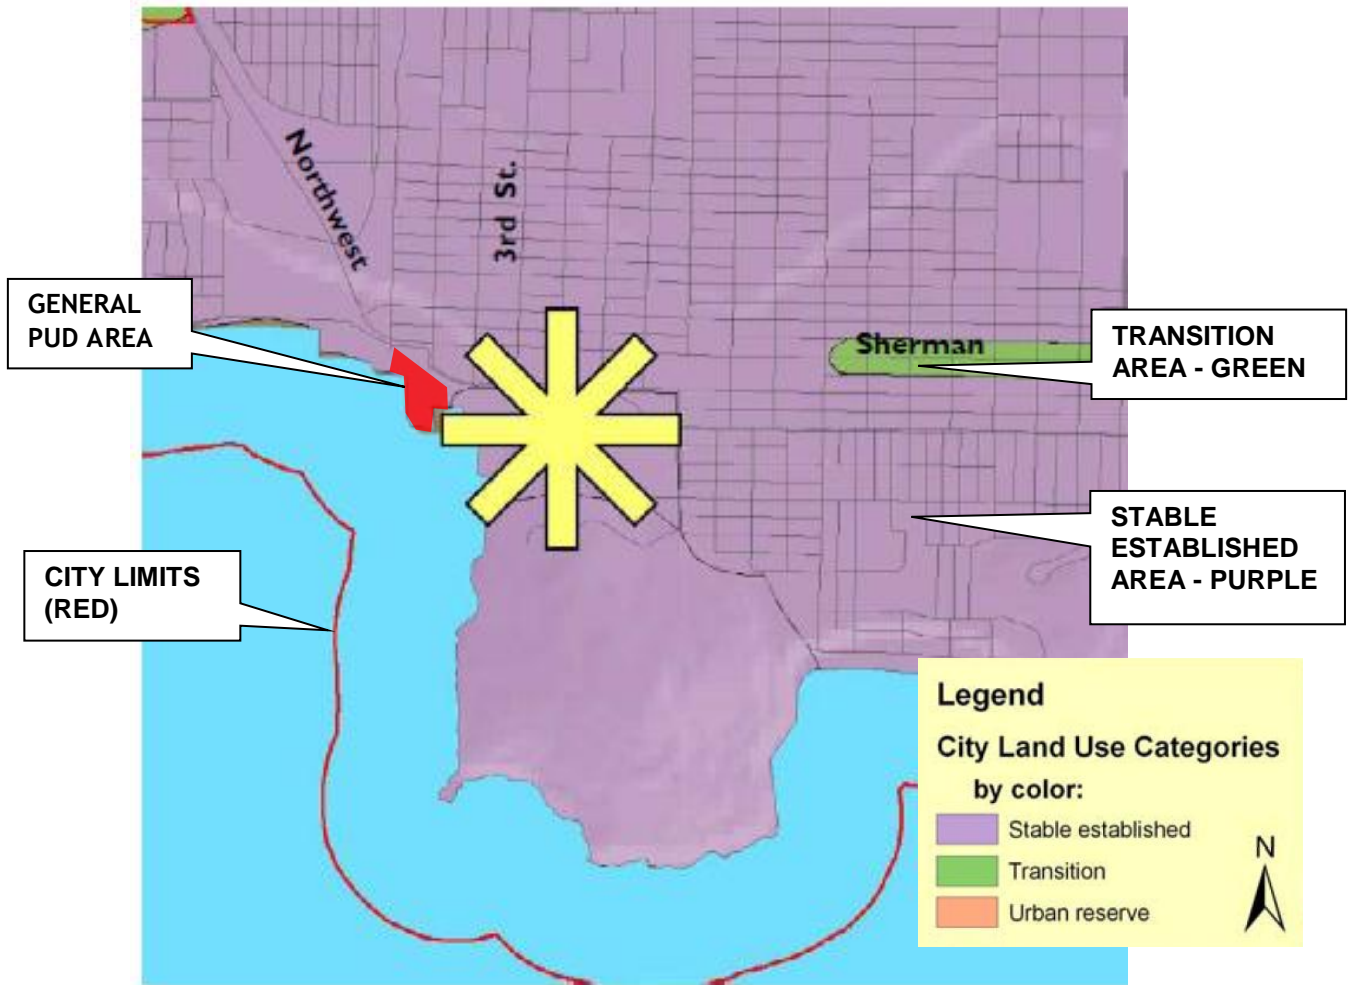 Northwest
3rd St.
GENERAL
PUD AREA
Sherman
TRANSITION
AREA - GREEN
STABLE
ESTABLISHED
AREA - PURPLE
CITY LIMITS
(RED)
Legend
City Land Use Categories
by color:
Stable established
Transition
Urban reserve
N